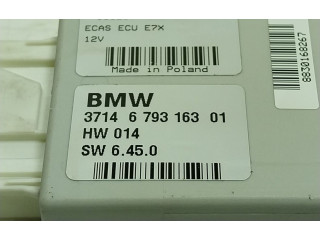 ECAS ECU E7X
12V
Made in Poland
8830168267
BMW
3714 6 793 163 01
HW 014
SW 6.45.0